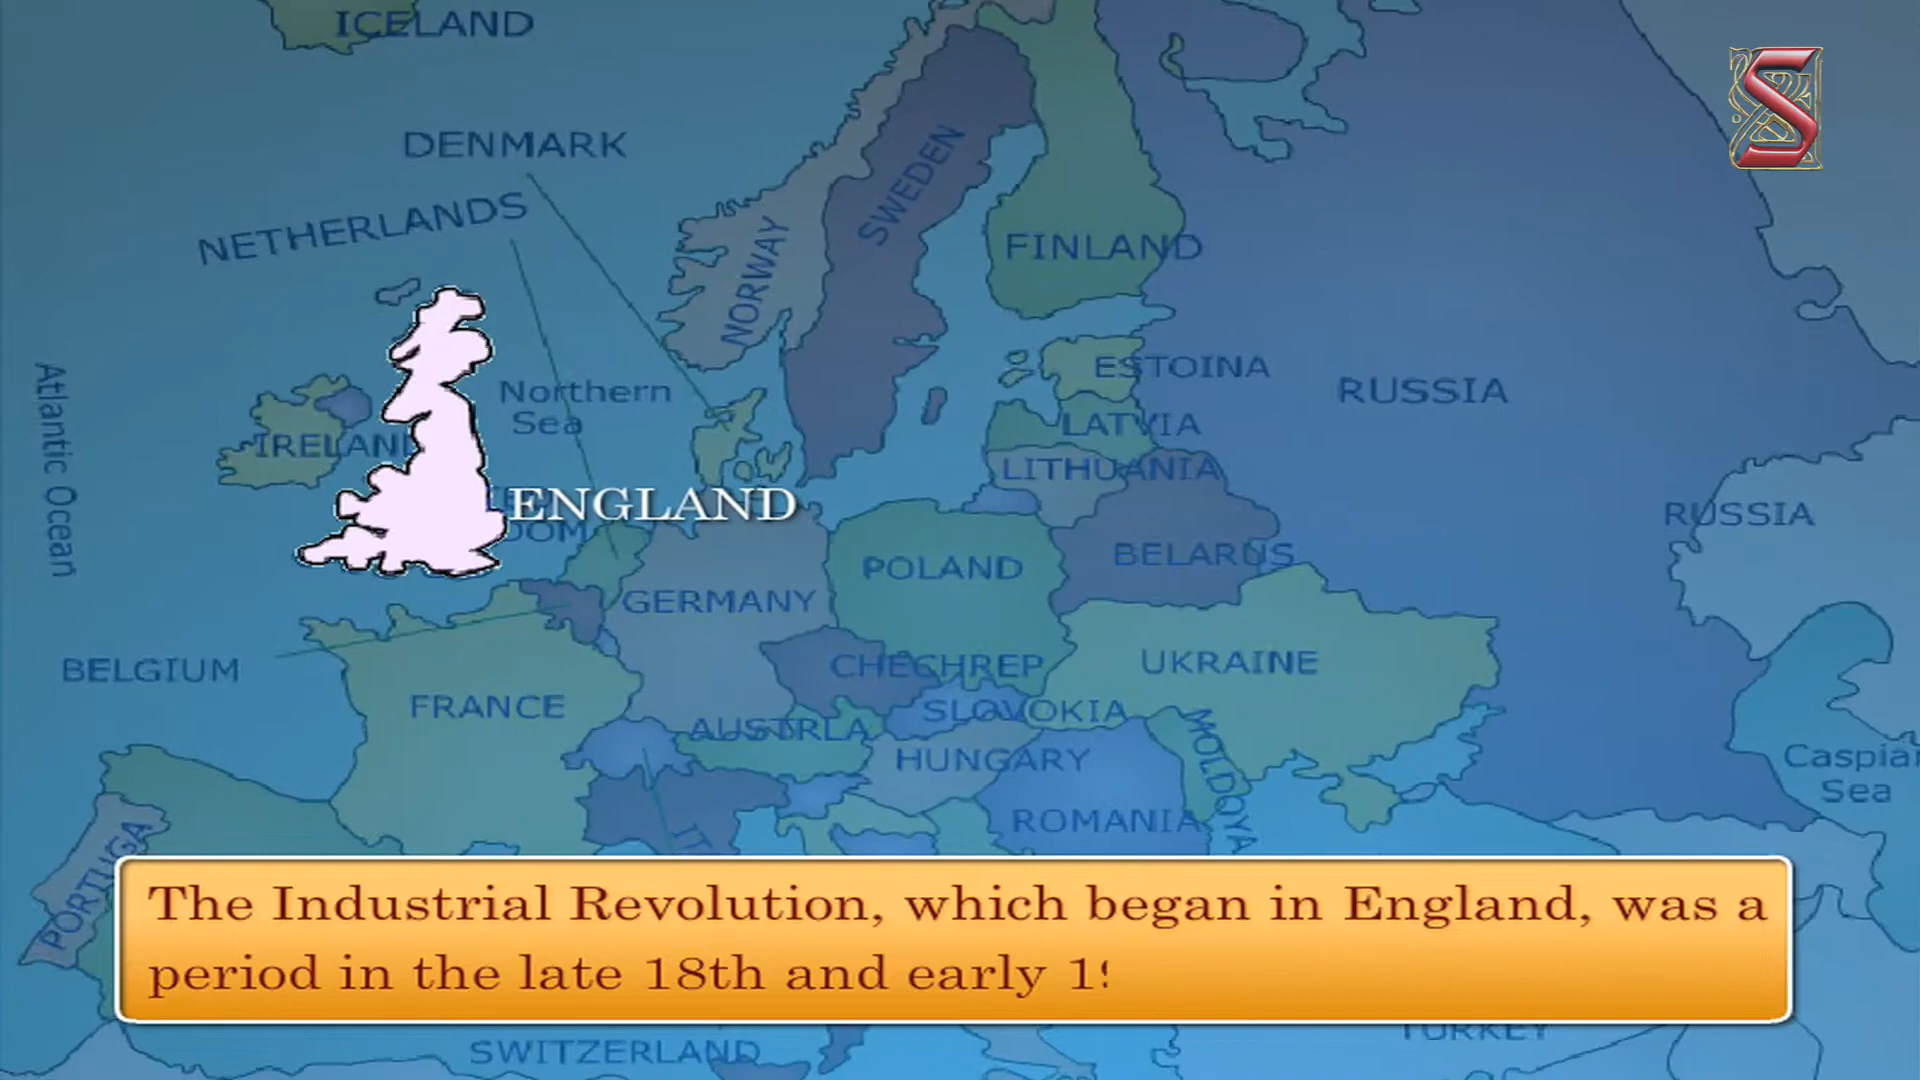 ICELAND
DENMARK
NETHERLANDS
NORWAY
SWEDEN
FINLAND
Atlantic Ocean
Northern
Sea
IRELAND
ENGLAND
ESTOINA
LATVIA
LITHUANIA
RUSSIA
RUSSIA
BELARUS
POLAND
GERMANY
BELGIUM
FRANCE
CHECHREP
UKRAINE
SLOVOKIA
AUSTRLA
HUNGARY
MOLDOYA
ROMANIA
Caspian
Sea
PORTUGA
The Industrial Revolution, which began in England, was a
period in the late 18th and early
SWITZERLAND
TURKEY
S